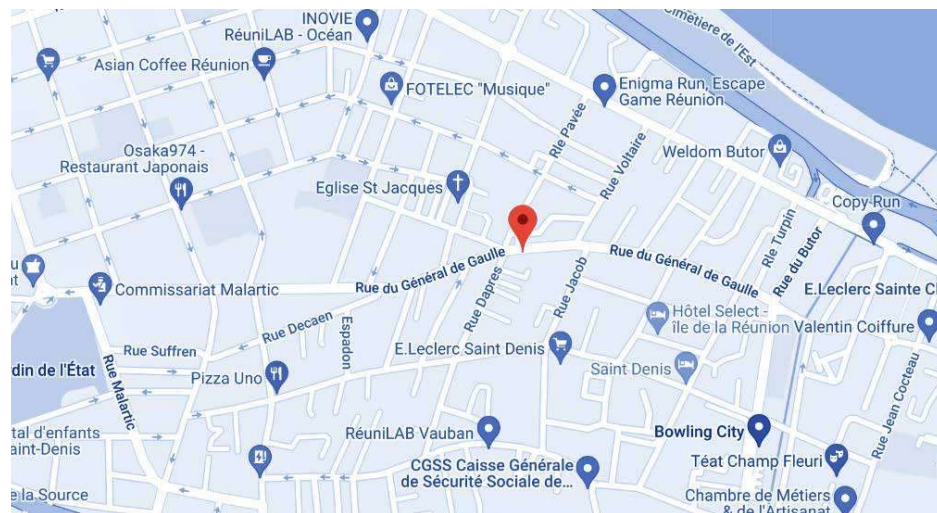 INOVIE
RéuniLAB - Océan
Cimetière de l'Est
Asian Coffee Réunion
FOTELEC "Musique"
Enigma Run, Escape
Game Réunion
Rle Pavée
Rue Voltaire
Weldom Butor
Osaka974 -
Restaurant Japonais
Eglise St Jacques
Copy Run
Rle Turpin
Rue du Butor
Rue du Général de Gaulle
Rue du Général de Gaulle
Commissariat Malartic
E.Leclerc Sainte Cl
Rue Dapres
Rue Jacob
Hôtel Select -
île de la Réunion
Valentin Coiffure
Rue Decaen
Espadon
Rue Suffren
E.Leclerc Saint Denis
Saint Denis
rdin de l'État
Rue Malartic
Pizza Uno
Rue Jean Cocteau
tal d'enfants
aint-Denis
RéuniLAB Vauban
Bowling City
Téat Champ Fleuri
CGSS Caisse Générale
de Sécurité Sociale de...
e la Source
Chambre de Métiers
& de l'Artisanat